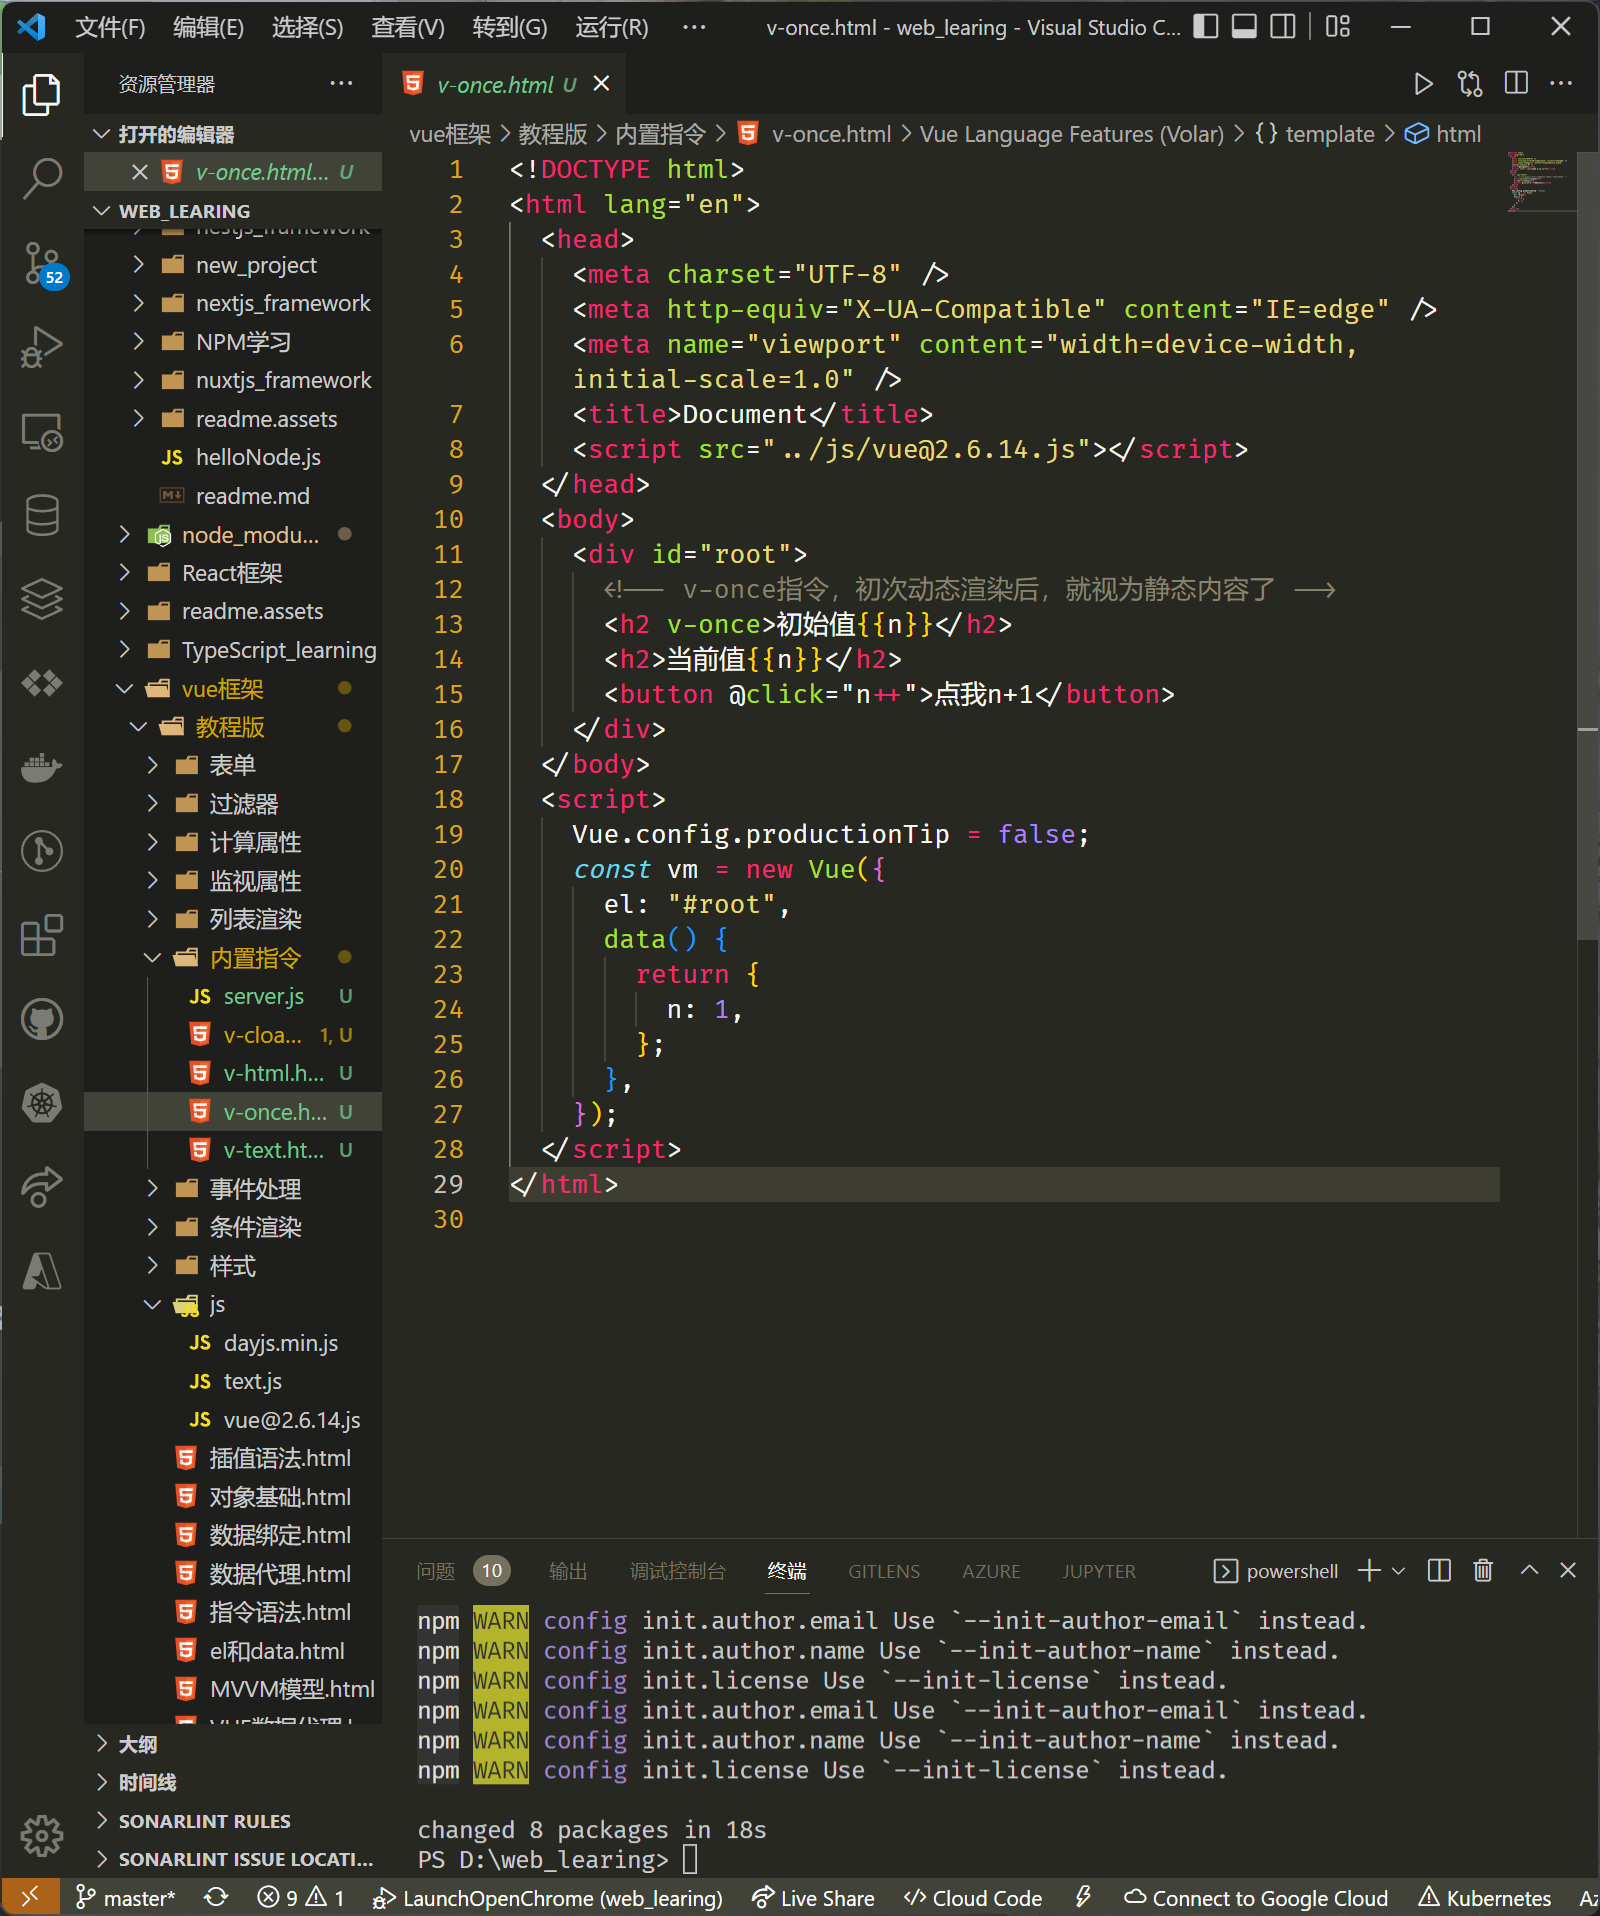 文件(F) 编辑(E) 选择(S) 查看(V) 转到(G) 运行(R) ··· v-once.html - web_learing - Visual Studio C...
资源管理器 ···
打开的编辑器
v-once.html... U
WEB_LEARING
nestjs_framework
new_project
nextjs_framework
NPM学习
nuxtjs_framework
readme.assets
JS helloNode.js
readme.md
node_modu...
React框架
readme.assets
TypeScript_learning
vue框架
教程版
表单
过滤器
计算属性
监视属性
列表渲染
内置指令
JS server.js U
v-cloa... 1, U
v-html.h... U
v-once.h... U
v-text.ht... U
事件处理
条件渲染
样式
js
JS dayjs.min.js
JS text.js
JS vue@2.6.14.js
插值语法.html
对象基础.html
数据绑定.html
数据代理.html
指令语法.html
el和data.html
MVVM模型.html
大纲
时间线
SONARLINT RULES
SONARLINT ISSUE LOCATI...
52
v-once.html U
vue框架 > 教程版 > 内置指令 > v-once.html > Vue Language Features (Volar) > {} template > html
1 <!DOCTYPE html>
2 <html lang="en">
3 <head>
4 <meta charset="UTF-8" />
5 <meta http-equiv="X-UA-Compatible" content="IE=edge" />
6 <meta name="viewport" content="width=device-width,
initial-scale=1.0" />
7 <title>Document</title>
8 <script src="../js/vue@2.6.14.js"></script>
9 </head>
10 <body>
11 <div id="root">
12 <!-- v-once指令，初次动态渲染后，就视为静态内容了 -->
13 <h2 v-once>初始值{{n}}</h2>
14 <h2>当前值{{n}}</h2>
15 <button @click="n++">点我n+1</button>
16 </div>
17 </body>
18 <script>
19 Vue.config.productionTip = false;
20 const vm = new Vue({
21 el: "#root",
22 data() {
23 return {
24 n: 1,
25 };
26 },
27 });
28 </script>
29 </html>
30
问题 10 输出 调试控制台 终端 GITLENS AZURE JUPYTER powershell
npm WARN config init.author.email Use `--init-author-email` instead.
npm WARN config init.author.name Use `--init-author-name` instead.
npm WARN config init.license Use `--init-license` instead.
npm WARN config init.author.email Use `--init-author-email` instead.
npm WARN config init.author.name Use `--init-author-name` instead.
npm WARN config init.license Use `--init-license` instead.
changed 8 packages in 18s
PS D:\web_learing>
master* 9 1 LaunchOpenChrome (web_learing) Live Share Cloud Code Connect to Google Cloud Kubernetes Az